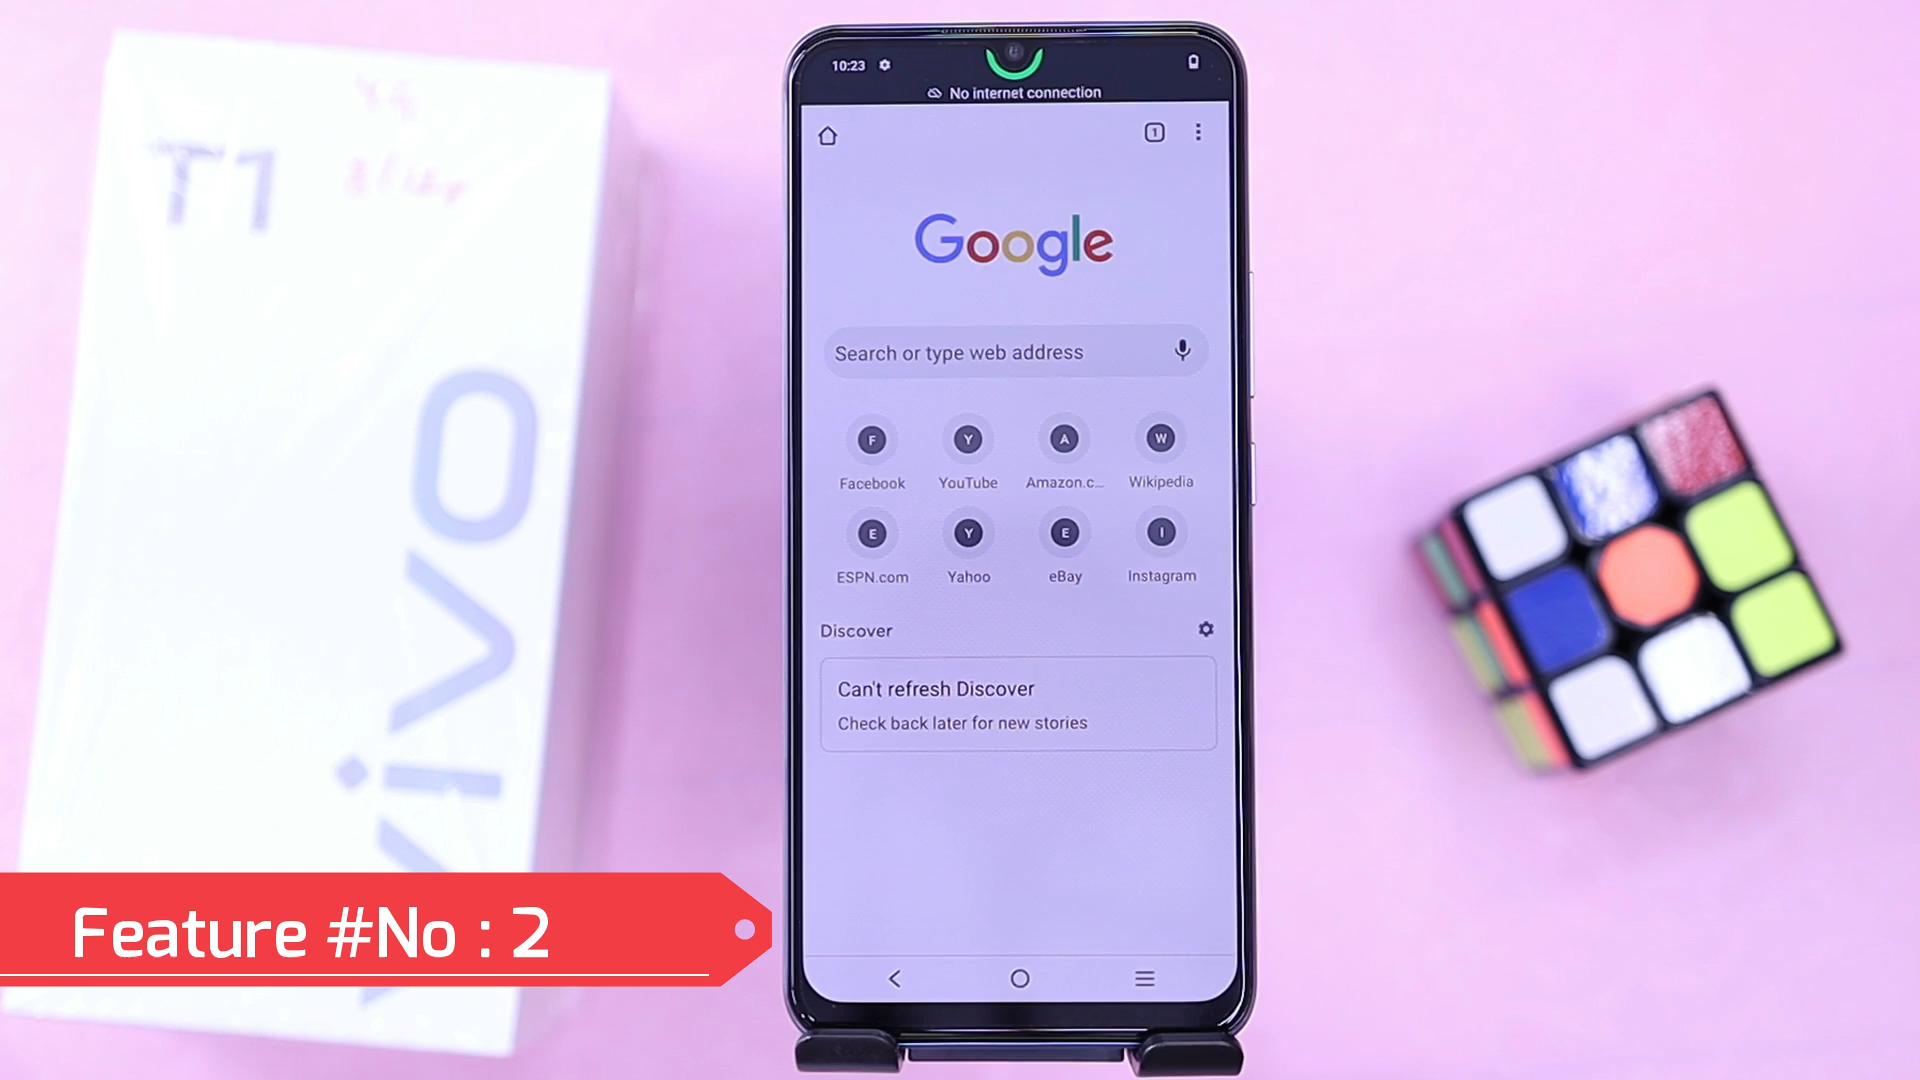 T1
vivo
10:23
No internet connection
1
Google
Search or type web address
F
Y
A
W
Facebook
YouTube
Amazon.c...
Wikipedia
E
Y
E
I
ESPN.com
Yahoo
eBay
Instagram
Discover
Can't refresh Discover
Check back later for new stories
Feature #No : 2